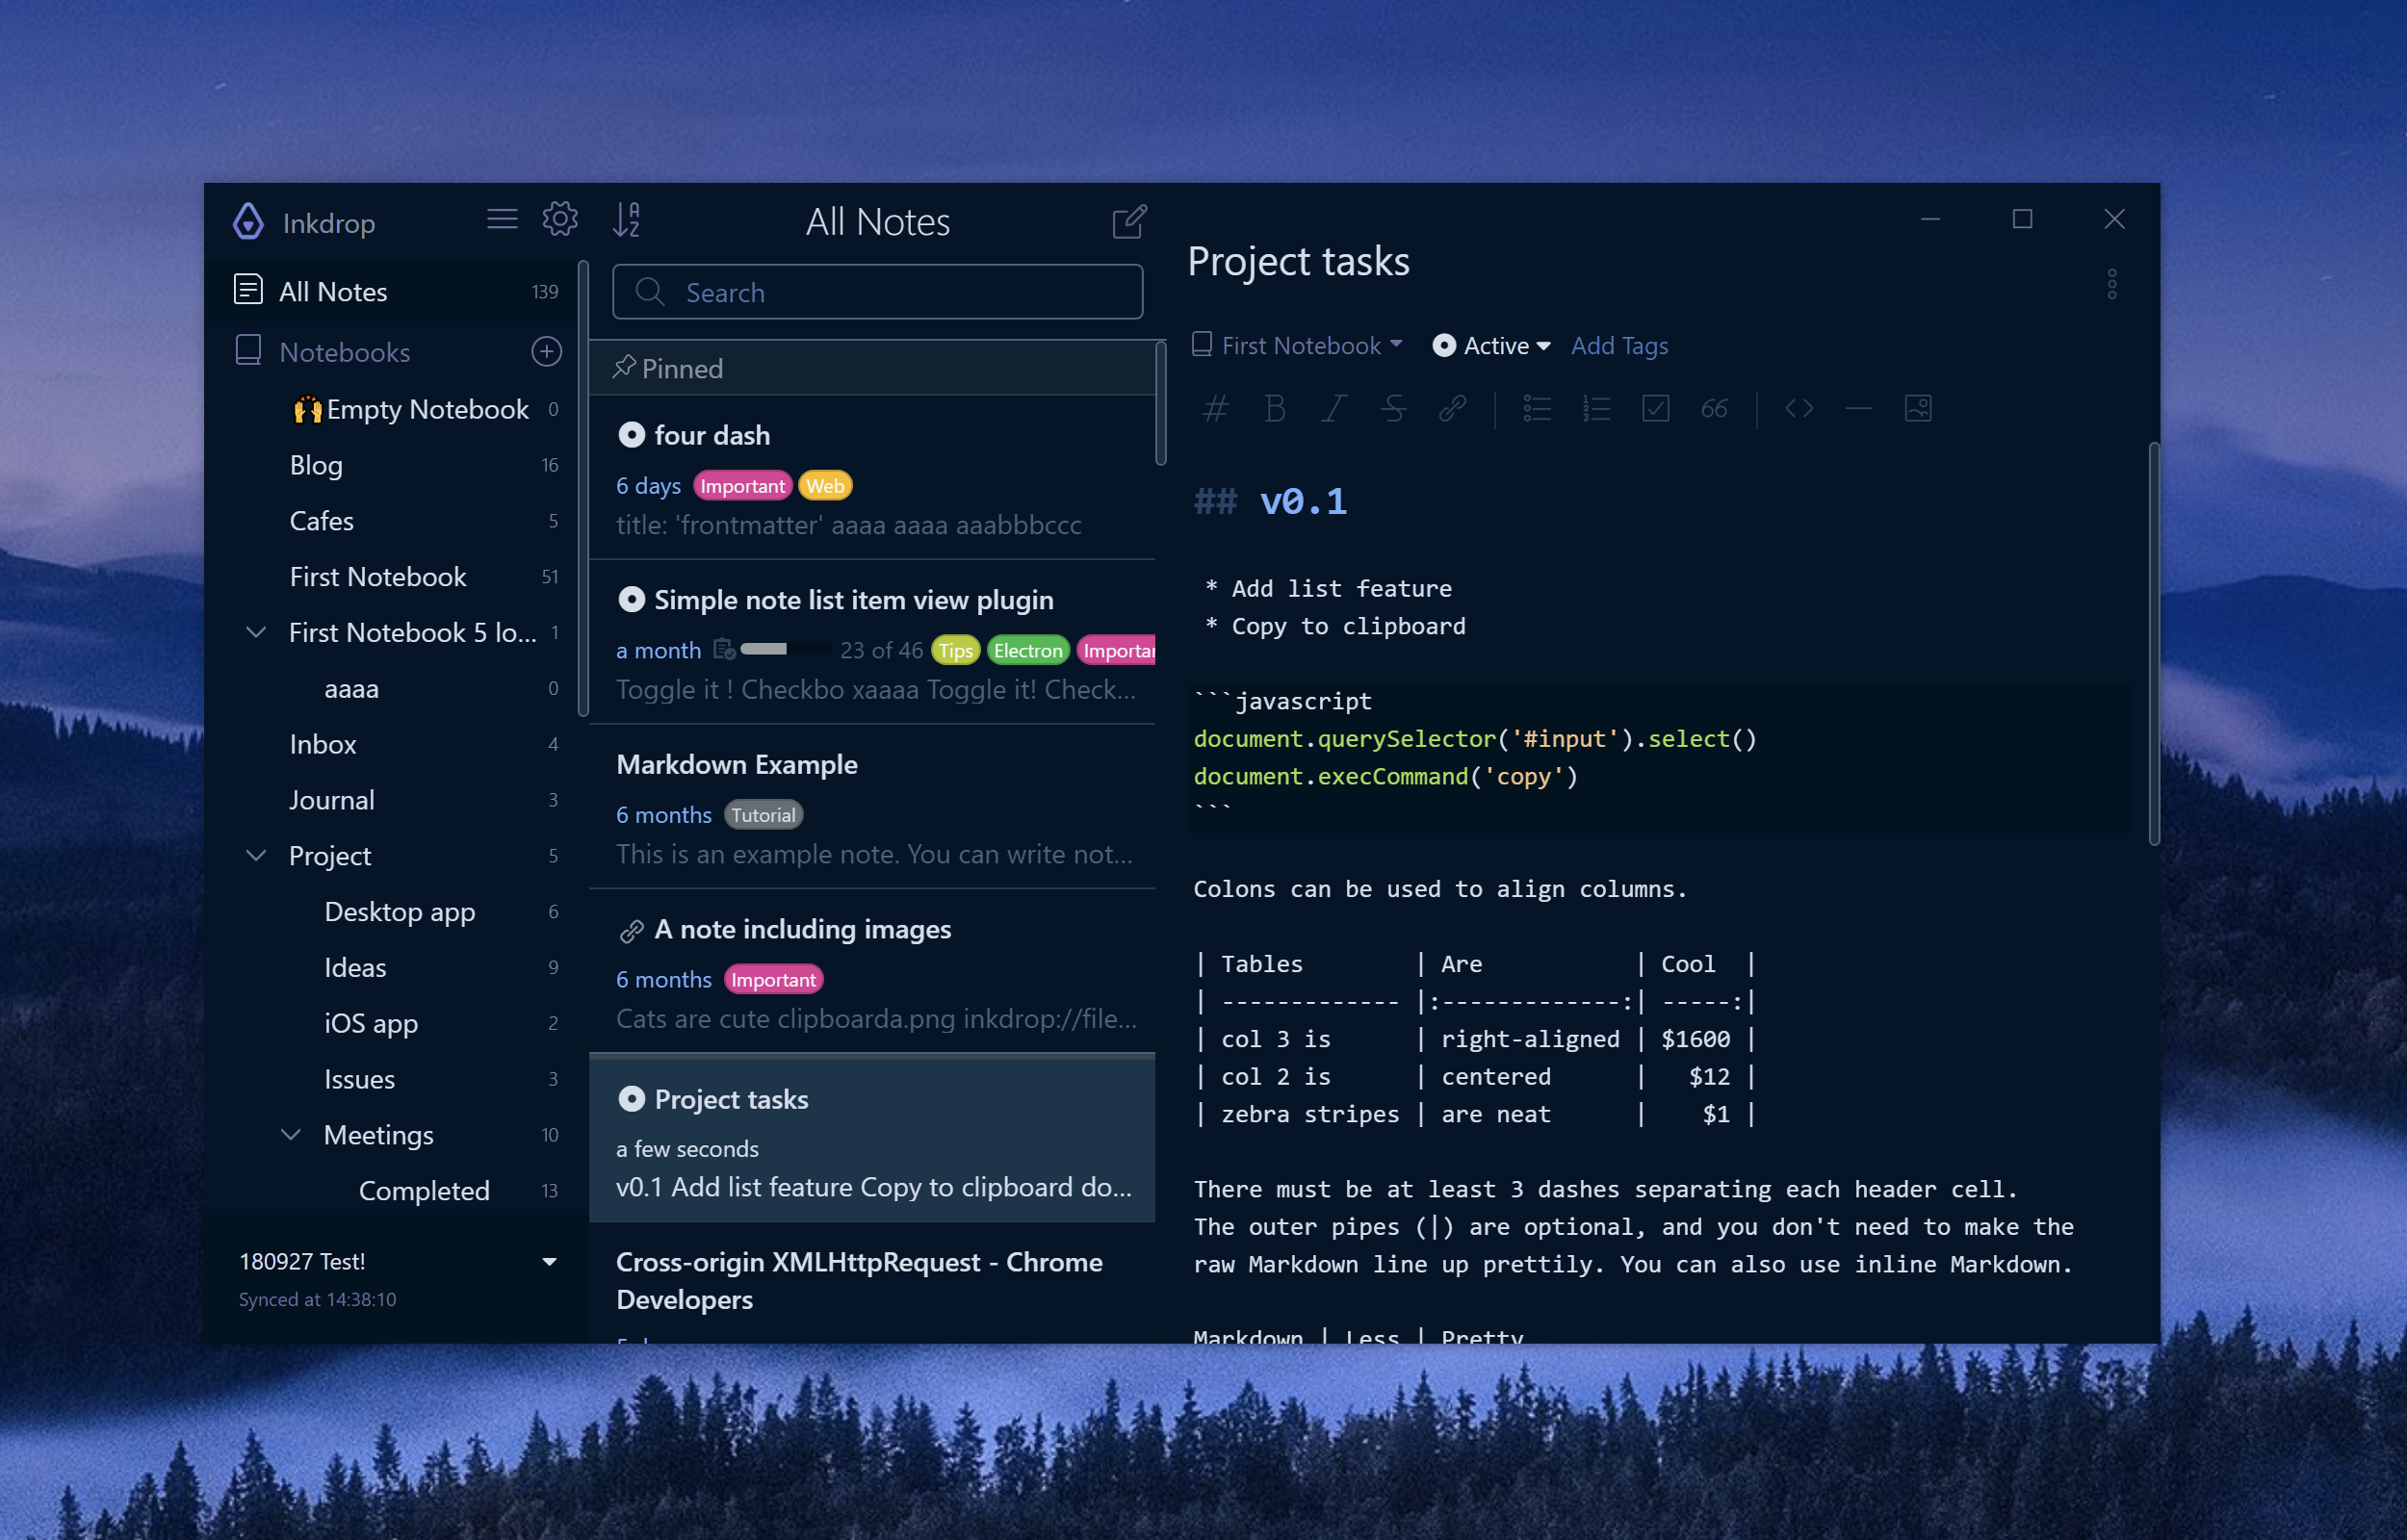 Inkdrop
All Notes 139
Notebooks
Empty Notebook 0
Blog 16
Cafes 5
First Notebook 51
First Notebook 5 lo... 1
aaaa 0
Inbox 4
Journal 3
Project 5
Desktop app 6
Ideas 9
iOS app 2
Issues 3
Meetings 10
Completed 13
180927 Test!
Synced at 14:38:10
All Notes
Search
Pinned
four dash
6 days Important Web
title: 'frontmatter' aaaa aaaa aaabbbccc
Simple note list item view plugin
a month 23 of 46 Tips Electron Importan
Toggle it ! Checkbo xaaaa Toggle it! Check...
Markdown Example
6 months Tutorial
This is an example note. You can write not...
A note including images
6 months Important
Cats are cute clipboarda.png inkdrop://file...
Project tasks
a few seconds
v0.1 Add list feature Copy to clipboard do...
Cross-origin XMLHttpRequest - Chrome
Developers
Project tasks
First Notebook Active Add Tags
## v0.1
* Add list feature
* Copy to clipboard
```javascript
document.querySelector('#input').select()
document.execCommand('copy')
```
Colons can be used to align columns.
| Tables        | Are           | Cool  |
| ------------- |:-------------:| -----:|
| col 3 is      | right-aligned | $1600 |
| col 2 is      | centered      |   $12 |
| zebra stripes | are neat      |    $1 |
There must be at least 3 dashes separating each header cell.
The outer pipes (|) are optional, and you don't need to make the
raw Markdown line up prettily. You can also use inline Markdown.
Markdown | Less | Pretty